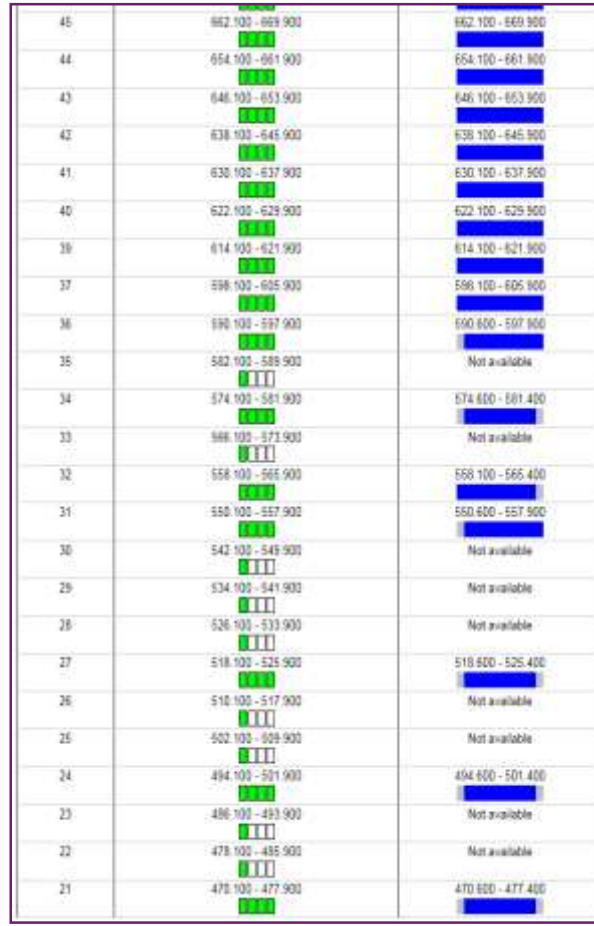 45 662.100 - 669.900 662.100 - 669.900
44 654.100 - 661.900 654.100 - 661.900
43 646.100 - 653.900 646.100 - 653.900
42 638.100 - 645.900 638.100 - 645.900
41 630.100 - 637.900 630.100 - 637.900
40 622.100 - 629.900 622.100 - 629.900
39 614.100 - 621.900 614.100 - 621.900
37 598.100 - 605.900 598.100 - 605.900
36 590.100 - 597.900 590.600 - 597.900
35 582.100 - 589.900 Not available
34 574.100 - 581.900 574.600 - 581.400
33 566.100 - 573.900 Not available
32 558.100 - 565.900 558.100 - 565.400
31 550.100 - 557.900 550.600 - 557.900
30 542.100 - 549.900 Not available
29 534.100 - 541.900 Not available
28 526.100 - 533.900 Not available
27 518.100 - 525.900 518.600 - 525.400
26 510.100 - 517.900 Not available
25 502.100 - 509.900 Not available
24 494.100 - 501.900 494.600 - 501.400
23 486.100 - 493.900 Not available
22 478.100 - 485.900 Not available
21 470.100 - 477.900 470.600 - 477.400